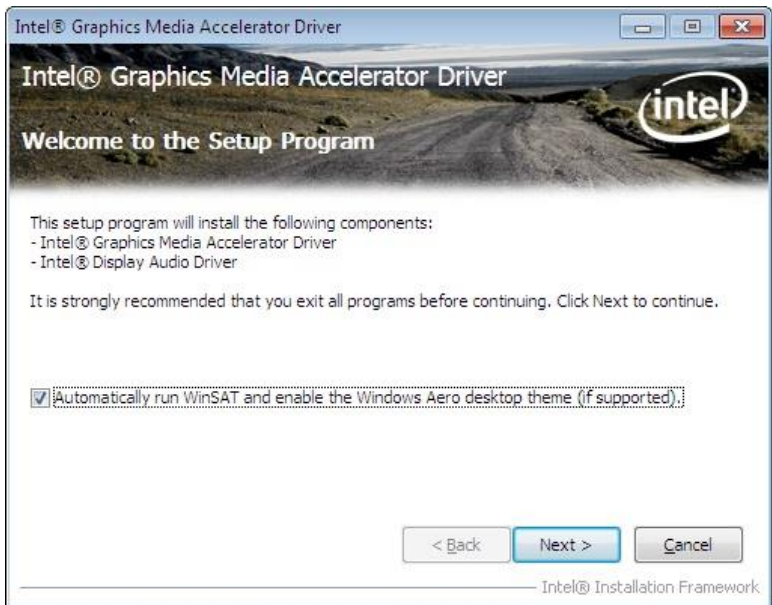 Intel® Graphics Media Accelerator Driver
Intel® Graphics Media Accelerator Driver
intel
Welcome to the Setup Program
This setup program will install the following components:
- Intel® Graphics Media Accelerator Driver
- Intel® Display Audio Driver
It is strongly recommended that you exit all programs before continuing. Click Next to continue.
Automatically run WinSAT and enable the Windows Aero desktop theme (if supported).
< Back Next > Cancel
Intel® Installation Framework